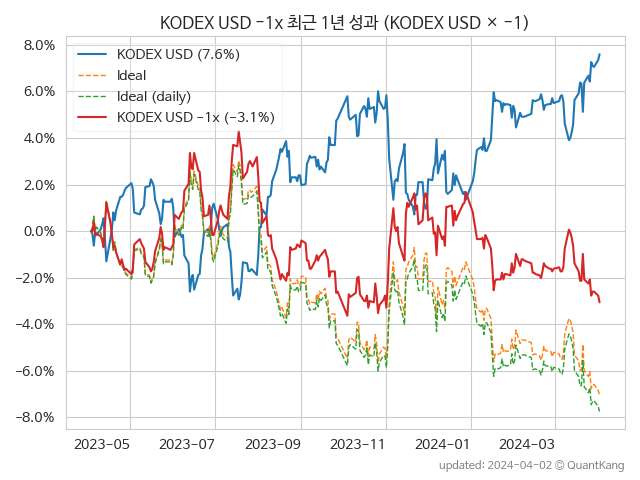 KODEX USD −1x 최근 1년 성과 (KODEX USD × −1)
8.0%
6.0%
4.0%
2.0%
0.0%
−2.0%
−4.0%
−6.0%
−8.0%
KODEX USD (7.6%)
Ideal
Ideal (daily)
KODEX USD −1x (−3.1%)
2023-05
2023-07
2023-09
2023-11
2024-01
2024-03
updated: 2024-04-02 © QuantKang